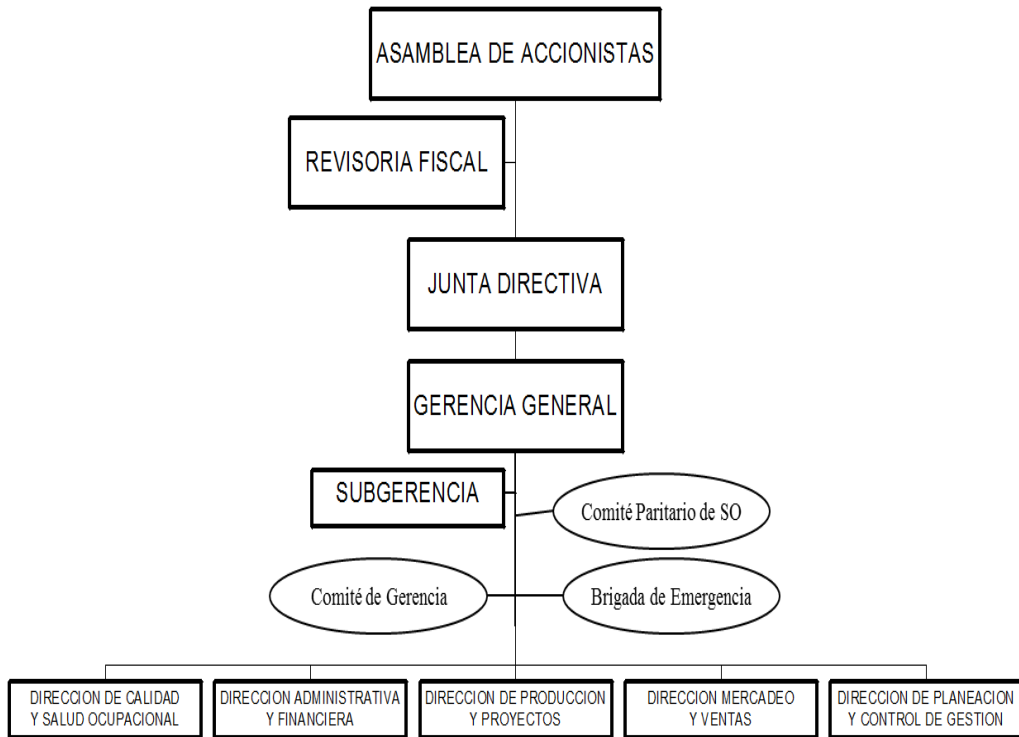 ASAMBLEA DE ACCIONISTAS
REVISORIA FISCAL
JUNTA DIRECTIVA
GERENCIA GENERAL
SUBGERENCIA
Comité Paritario de SO
Comité de Gerencia
Brigada de Emergencia
DIRECCION DE CALIDAD
Y SALUD OCUPACIONAL
DIRECCION ADMINISTRATIVA
Y FINANCIERA
DIRECCION DE PRODUCCION
Y PROYECTOS
DIRECCION MERCADEO
Y VENTAS
DIRECCION DE PLANEACION
Y CONTROL DE GESTION